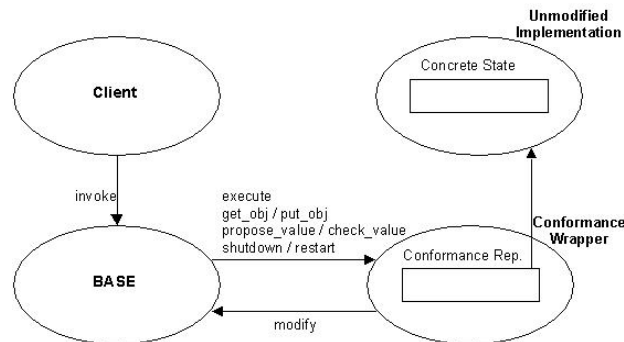 Unmodified
Implementation
Client
Concrete State
invoke
execute
get_obj / put_obj
propose_value / check_value
shutdown / restart
Conformance
Wrapper
BASE
Conformance Rep.
modify